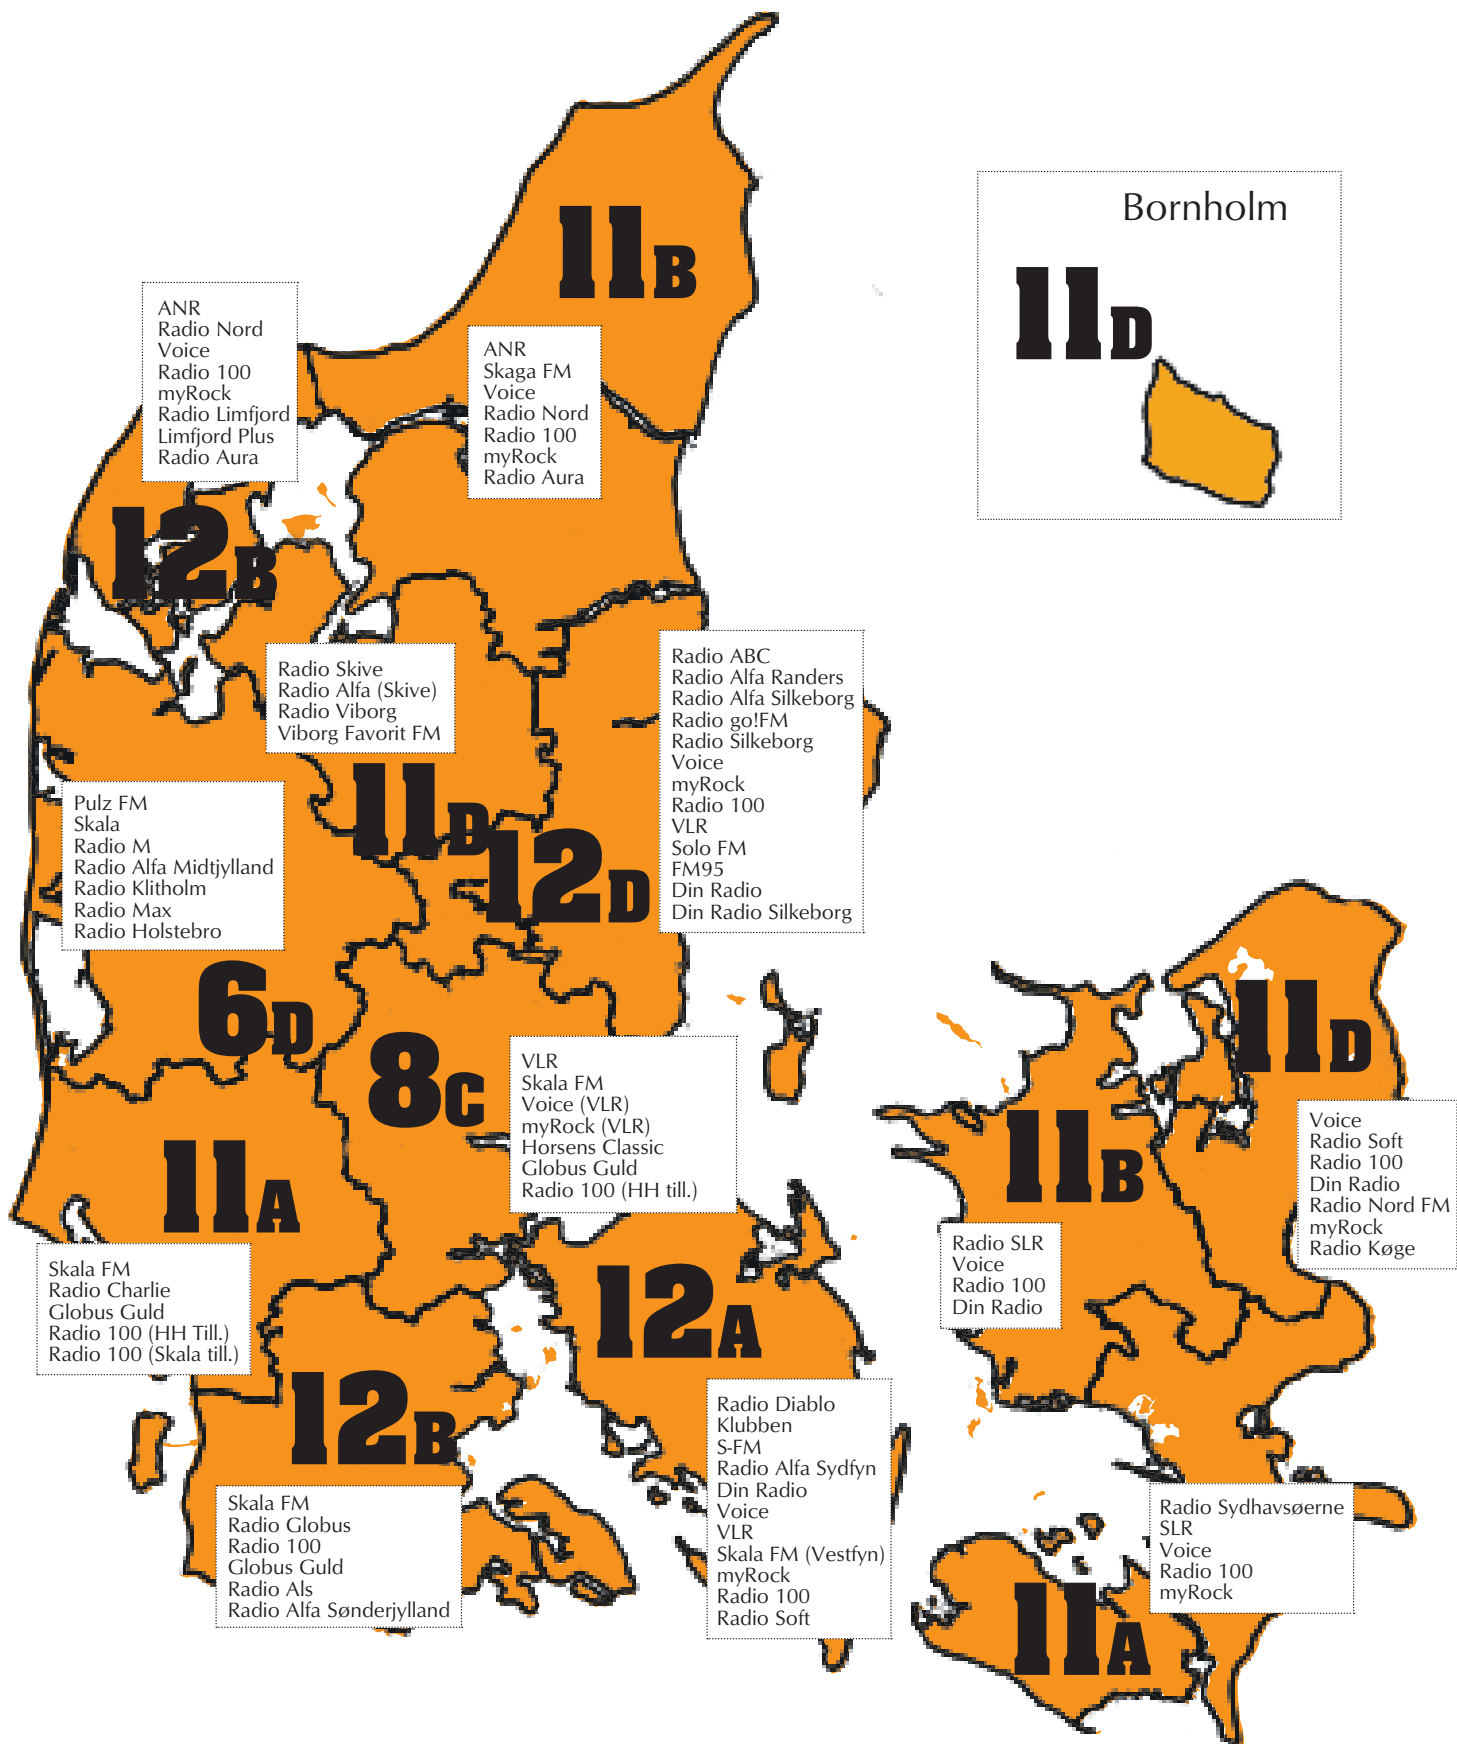 Bornholm
11D
11B
ANR
Radio Nord
Voice
Radio 100
myRock
Radio Limfjord
Limfjord Plus
Radio Aura
ANR
Skaga FM
Voice
Radio Nord
Radio 100
myRock
Radio Aura
12B
Radio Skive
Radio Alfa (Skive)
Radio Viborg
Viborg Favorit FM
11D
Radio ABC
Radio Alfa Randers
Radio Alfa Silkeborg
Radio go!FM
Radio Silkeborg
Voice
myRock
Radio 100
VLR
Solo FM
FM95
Din Radio
Din Radio Silkeborg
12D
Pulz FM
Skala
Radio M
Radio Alfa Midtjylland
Radio Klitholm
Radio Max
Radio Holstebro
6D
8C
VLR
Skala FM
Voice (VLR)
myRock (VLR)
Horsens Classic
Globus Guld
Radio 100 (HH till.)
11D
Voice
Radio Soft
Radio 100
Din Radio
Radio Nord FM
myRock
Radio Køge
11B
Radio SLR
Voice
Radio 100
Din Radio
11A
Skala FM
Radio Charlie
Globus Guld
Radio 100 (HH Till.)
Radio 100 (Skala till.)
12A
Radio Diablo
Klubben
S-FM
Radio Alfa Sydfyn
Din Radio
Voice
VLR
Skala FM (Vestfyn)
myRock
Radio 100
Radio Soft
12B
Skala FM
Radio Globus
Radio 100
Globus Guld
Radio Als
Radio Alfa Sønderjylland
Radio Sydhavsøerne
SLR
Voice
Radio 100
myRock
11A